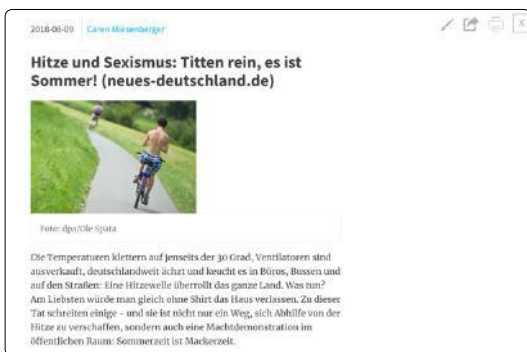 2018-08-09 Caren Miesenberger
Hitze und Sexismus: Titten rein, es ist
Sommer! (neues-deutschland.de)
Foto: dpa/Ole Spata
Die Temperaturen klettern auf jenseits der 30 Grad, Ventilatoren sind
ausverkauft, deutschlandweit ächzt und keucht es in Büros, Bussen und
auf den Straßen: Eine Hitzewelle überrollt das ganze Land. Was tun?
Am Liebsten würde man gleich ohne Shirt das Haus verlassen. Zu dieser
Tat schreiten einige – und sie ist nicht nur ein Weg, sich Abhilfe von der
Hitze zu verschaffen, sondern auch eine Machtdemonstration im
öffentlichen Raum: Sommerzeit ist Mackerzeit.